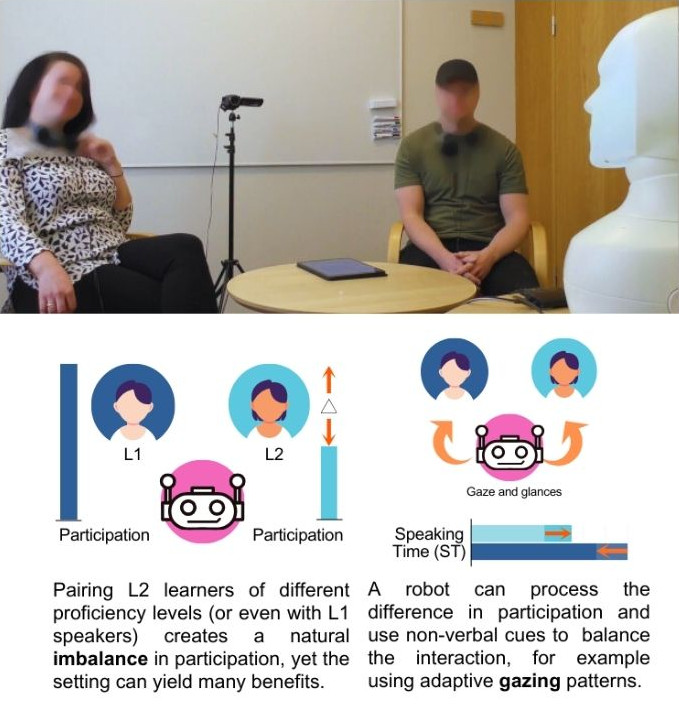 L1
L2
Participation
Participation
Pairing L2 learners of different
proficiency levels (or even with L1
speakers) creates a natural
imbalance in participation, yet the
setting can yield many benefits.
Gaze and glances
Speaking
Time (ST)
A robot can process the
difference in participation and
use non-verbal cues to balance
the interaction, for example
using adaptive gazing patterns.